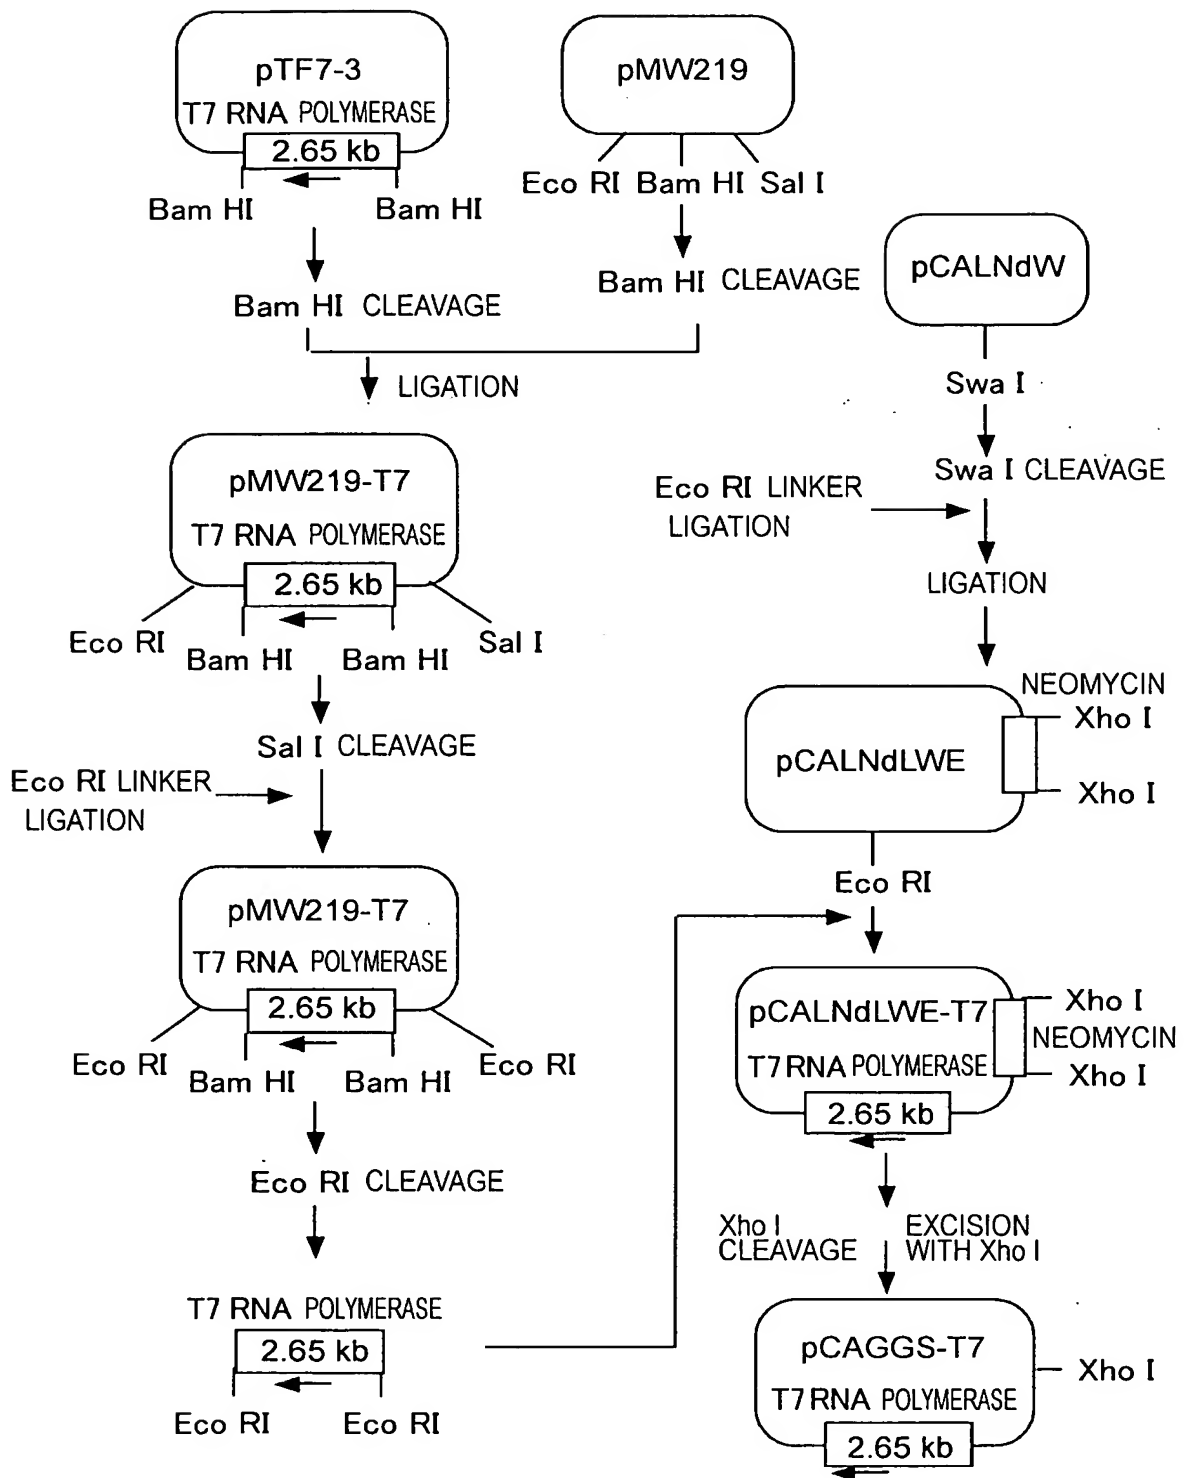 pTF7-3
T7 RNA POLYMERASE
2.65 kb
Bam HI
Bam HI
Bam HI CLEAVAGE
pMW219
Eco RI Bam HI Sal I
Bam HI CLEAVAGE
LIGATION
pMW219-T7
T7 RNA POLYMERASE
2.65 kb
Eco RI
Bam HI
Bam HI
Sal I
Sal I CLEAVAGE
Eco RI LINKER
LIGATION
pMW219-T7
T7 RNA POLYMERASE
2.65 kb
Eco RI
Bam HI
Bam HI
Eco RI
Eco RI CLEAVAGE
T7 RNA POLYMERASE
2.65 kb
Eco RI
Eco RI
pCALNdW
Swa I
Swa I CLEAVAGE
Eco RI LINKER
LIGATION
LIGATION
NEOMYCIN
Xho I
pCALNdLWE
Xho I
Eco RI
pCALNdLWE-T7
Xho I
NEOMYCIN
T7 RNA POLYMERASE
Xho I
2.65 kb
Xho I
CLEAVAGE
EXCISION
WITH Xho I
pCAGGS-T7
Xho I
T7 RNA POLYMERASE
2.65 kb